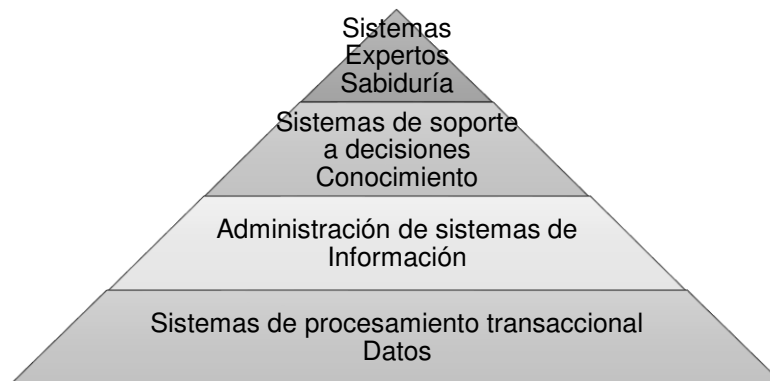 Sistemas
Expertos
Sabiduría
Sistemas de soporte
a decisiones
Conocimiento
Administración de sistemas de
Información
Sistemas de procesamiento transaccional
Datos